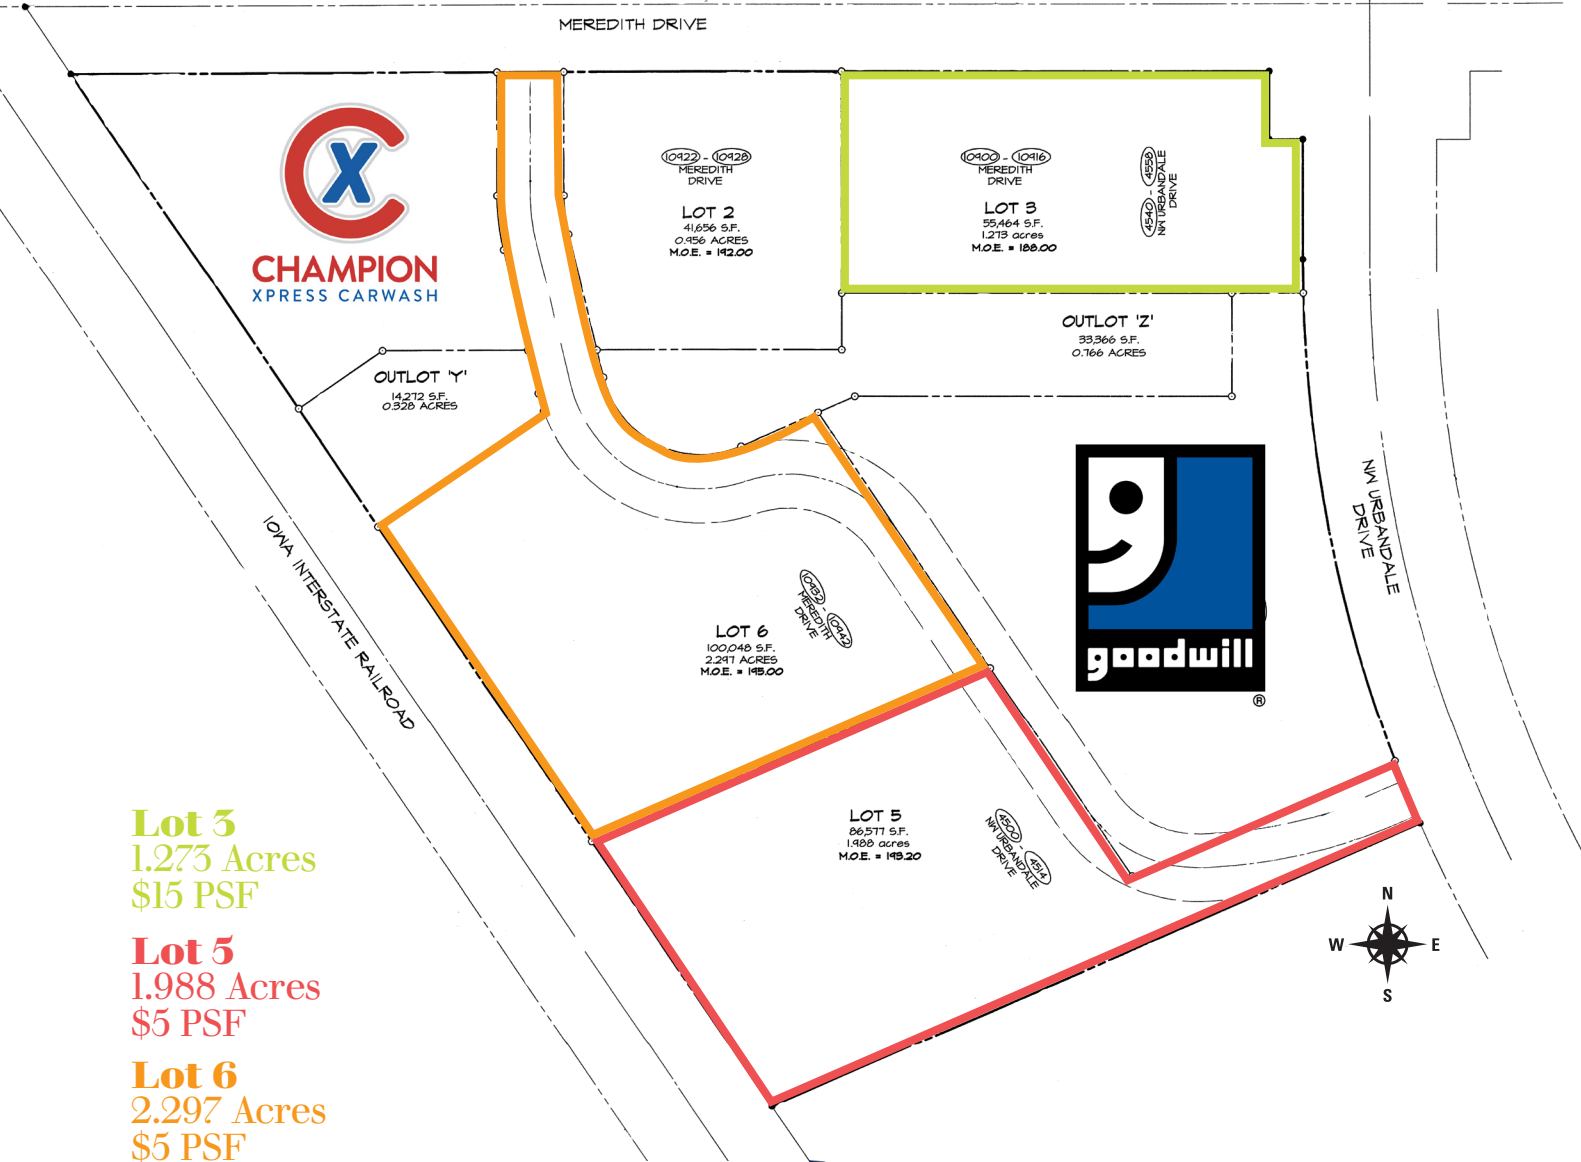 MEREDITH DRIVE
CHAMPION
XPRESS CARWASH
10922 - 10928
MEREDITH
DRIVE
LOT 2
41,656 S.F.
0.956 ACRES
M.O.E. = 192.00
10900 - 10916
MEREDITH
DRIVE
LOT 3
55,464 S.F.
1.273 acres
M.O.E. = 188.00
4540 - 4558
NW URBANDALE
DRIVE
OUTLOT 'Z'
33,366 S.F.
0.766 ACRES
OUTLOT 'Y'
14,272 S.F.
0.328 ACRES
IOWA INTERSTATE RAILROAD
NW URBANDALE
DRIVE
goodwill
®
10932 - 10942
MEREDITH
DRIVE
LOT 6
100,048 S.F.
2.297 ACRES
M.O.E. = 195.00
LOT 5
86,577 S.F.
1.988 acres
M.O.E. = 193.20
4500 - 4514
NW URBANDALE
DRIVE
Lot 3
1.273 Acres
$15 PSF
Lot 5
1.988 Acres
$5 PSF
Lot 6
2.297 Acres
$5 PSF
N
W E
S